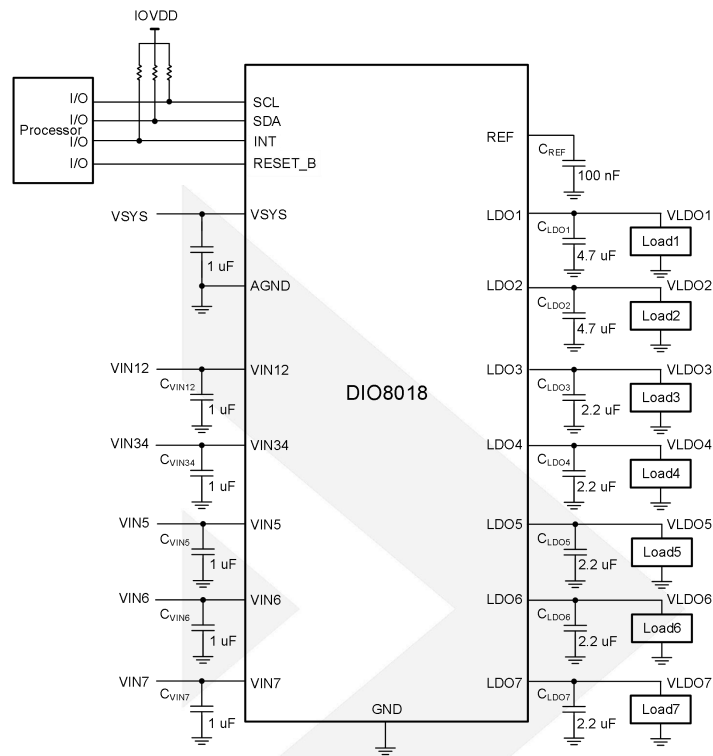 IOVDD
Processor
I/O
I/O
I/O
I/O
SCL
SDA
INT
RESET_B
REF
CREF
100 nF
VSYS
VSYS
1 uF
AGND
LDO1
CLDO1
4.7 uF
VLDO1
Load1
LDO2
CLDO2
4.7 uF
VLDO2
Load2
VIN12
CVIN12
1 uF
VIN12
DIO8018
LDO3
CLDO3
2.2 uF
VLDO3
Load3
VIN34
CVIN34
1 uF
VIN34
LDO4
CLDO4
2.2 uF
VLDO4
Load4
VIN5
CVIN5
1 uF
VIN5
LDO5
CLDO5
2.2 uF
VLDO5
Load5
VIN6
CVIN6
1 uF
VIN6
LDO6
CLDO6
2.2 uF
VLDO6
Load6
VIN7
CVIN7
1 uF
VIN7
LDO7
CLDO7
2.2 uF
VLDO7
Load7
GND